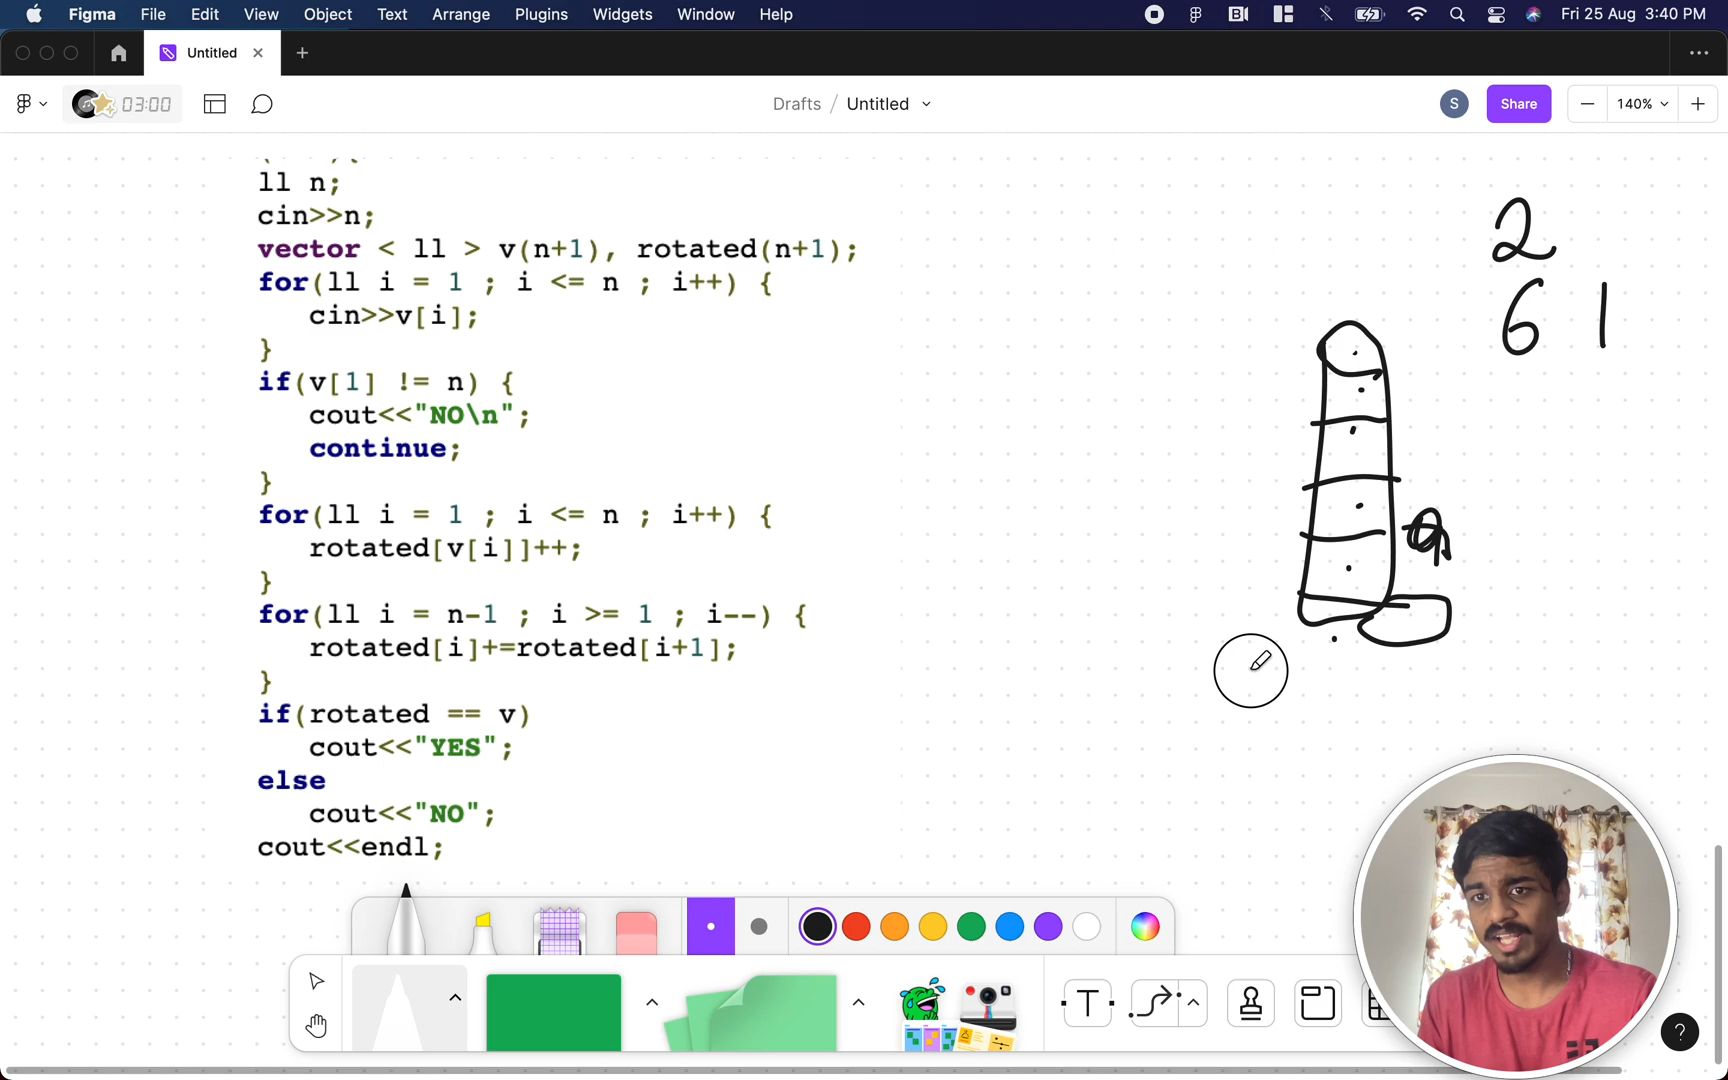 Figma File Edit View Object Text Arrange Plugins Widgets Window Help Fri 25 Aug 3:40 PM
Untitled
03:00 Drafts / Untitled S Share 140%
ll n;
cin>>n;
vector < ll > v(n+1), rotated(n+1);
for(ll i = 1 ; i <= n ; i++) {
cin>>v[i];
}
if(v[1] != n) {
cout<<"NO\n";
continue;
}
for(ll i = 1 ; i <= n ; i++) {
rotated[v[i]]++;
}
for(ll i = n-1 ; i >= 1 ; i--) {
rotated[i]+=rotated[i+1];
}
if(rotated == v)
cout<<"YES";
else
cout<<"NO";
cout<<endl;
2
6 1
T
?